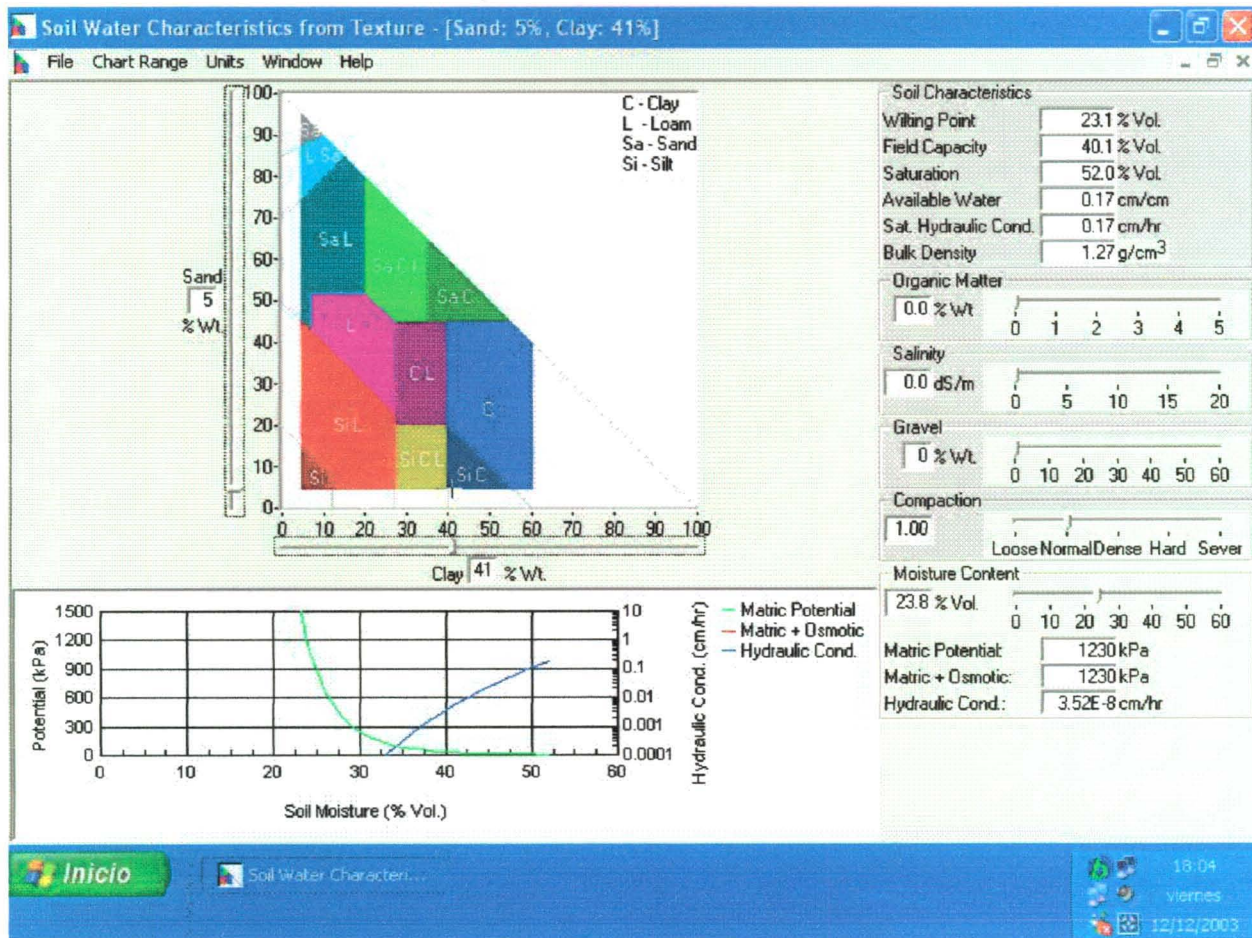 Soil Water Characteristics from Texture - [Sand: 5%, Clay: 41%]
File Chart Range Units Window Help
100
90
80
70
60
50
40
30
20
10
0
0 10 20 30 40 50 60 70 80 90 100
Sand
5
% Wt.
Clay 41 % Wt.
C - Clay
L - Loam
Sa - Sand
Si - Silt
Sa
L Sa
Sa L
Sa C L
Sa C
L
C L
C
Si L
Si C L
Si C
Si
Soil Characteristics
Wilting Point 23.1 % Vol.
Field Capacity 40.1 % Vol.
Saturation 52.0 % Vol.
Available Water 0.17 cm/cm
Sat. Hydraulic Cond. 0.17 cm/hr
Bulk Density 1.27 g/cm3
Organic Matter
0.0 % Wt
0 1 2 3 4 5
Salinity
0.0 dS/m
0 5 10 15 20
Gravel
0 % Wt.
0 10 20 30 40 50 60
Compaction
1.00
Loose Normal Dense Hard Sever
Moisture Content
23.8 % Vol.
0 10 20 30 40 50 60
Matric Potential: 1230 kPa
Matric + Osmotic: 1230 kPa
Hydraulic Cond.: 3.52E-8 cm/hr
Potential (kPa)
1500
1200
900
600
300
0
0 10 20 30 40 50 60
Soil Moisture (% Vol.)
10
1
0.1
0.01
0.001
0.0001
Hydraulic Cond. (cm/hr)
Matric Potential
Matric + Osmotic
Hydraulic Cond.
Inicio
Soil Water Characteri...
18:04
viernes
12/12/2003